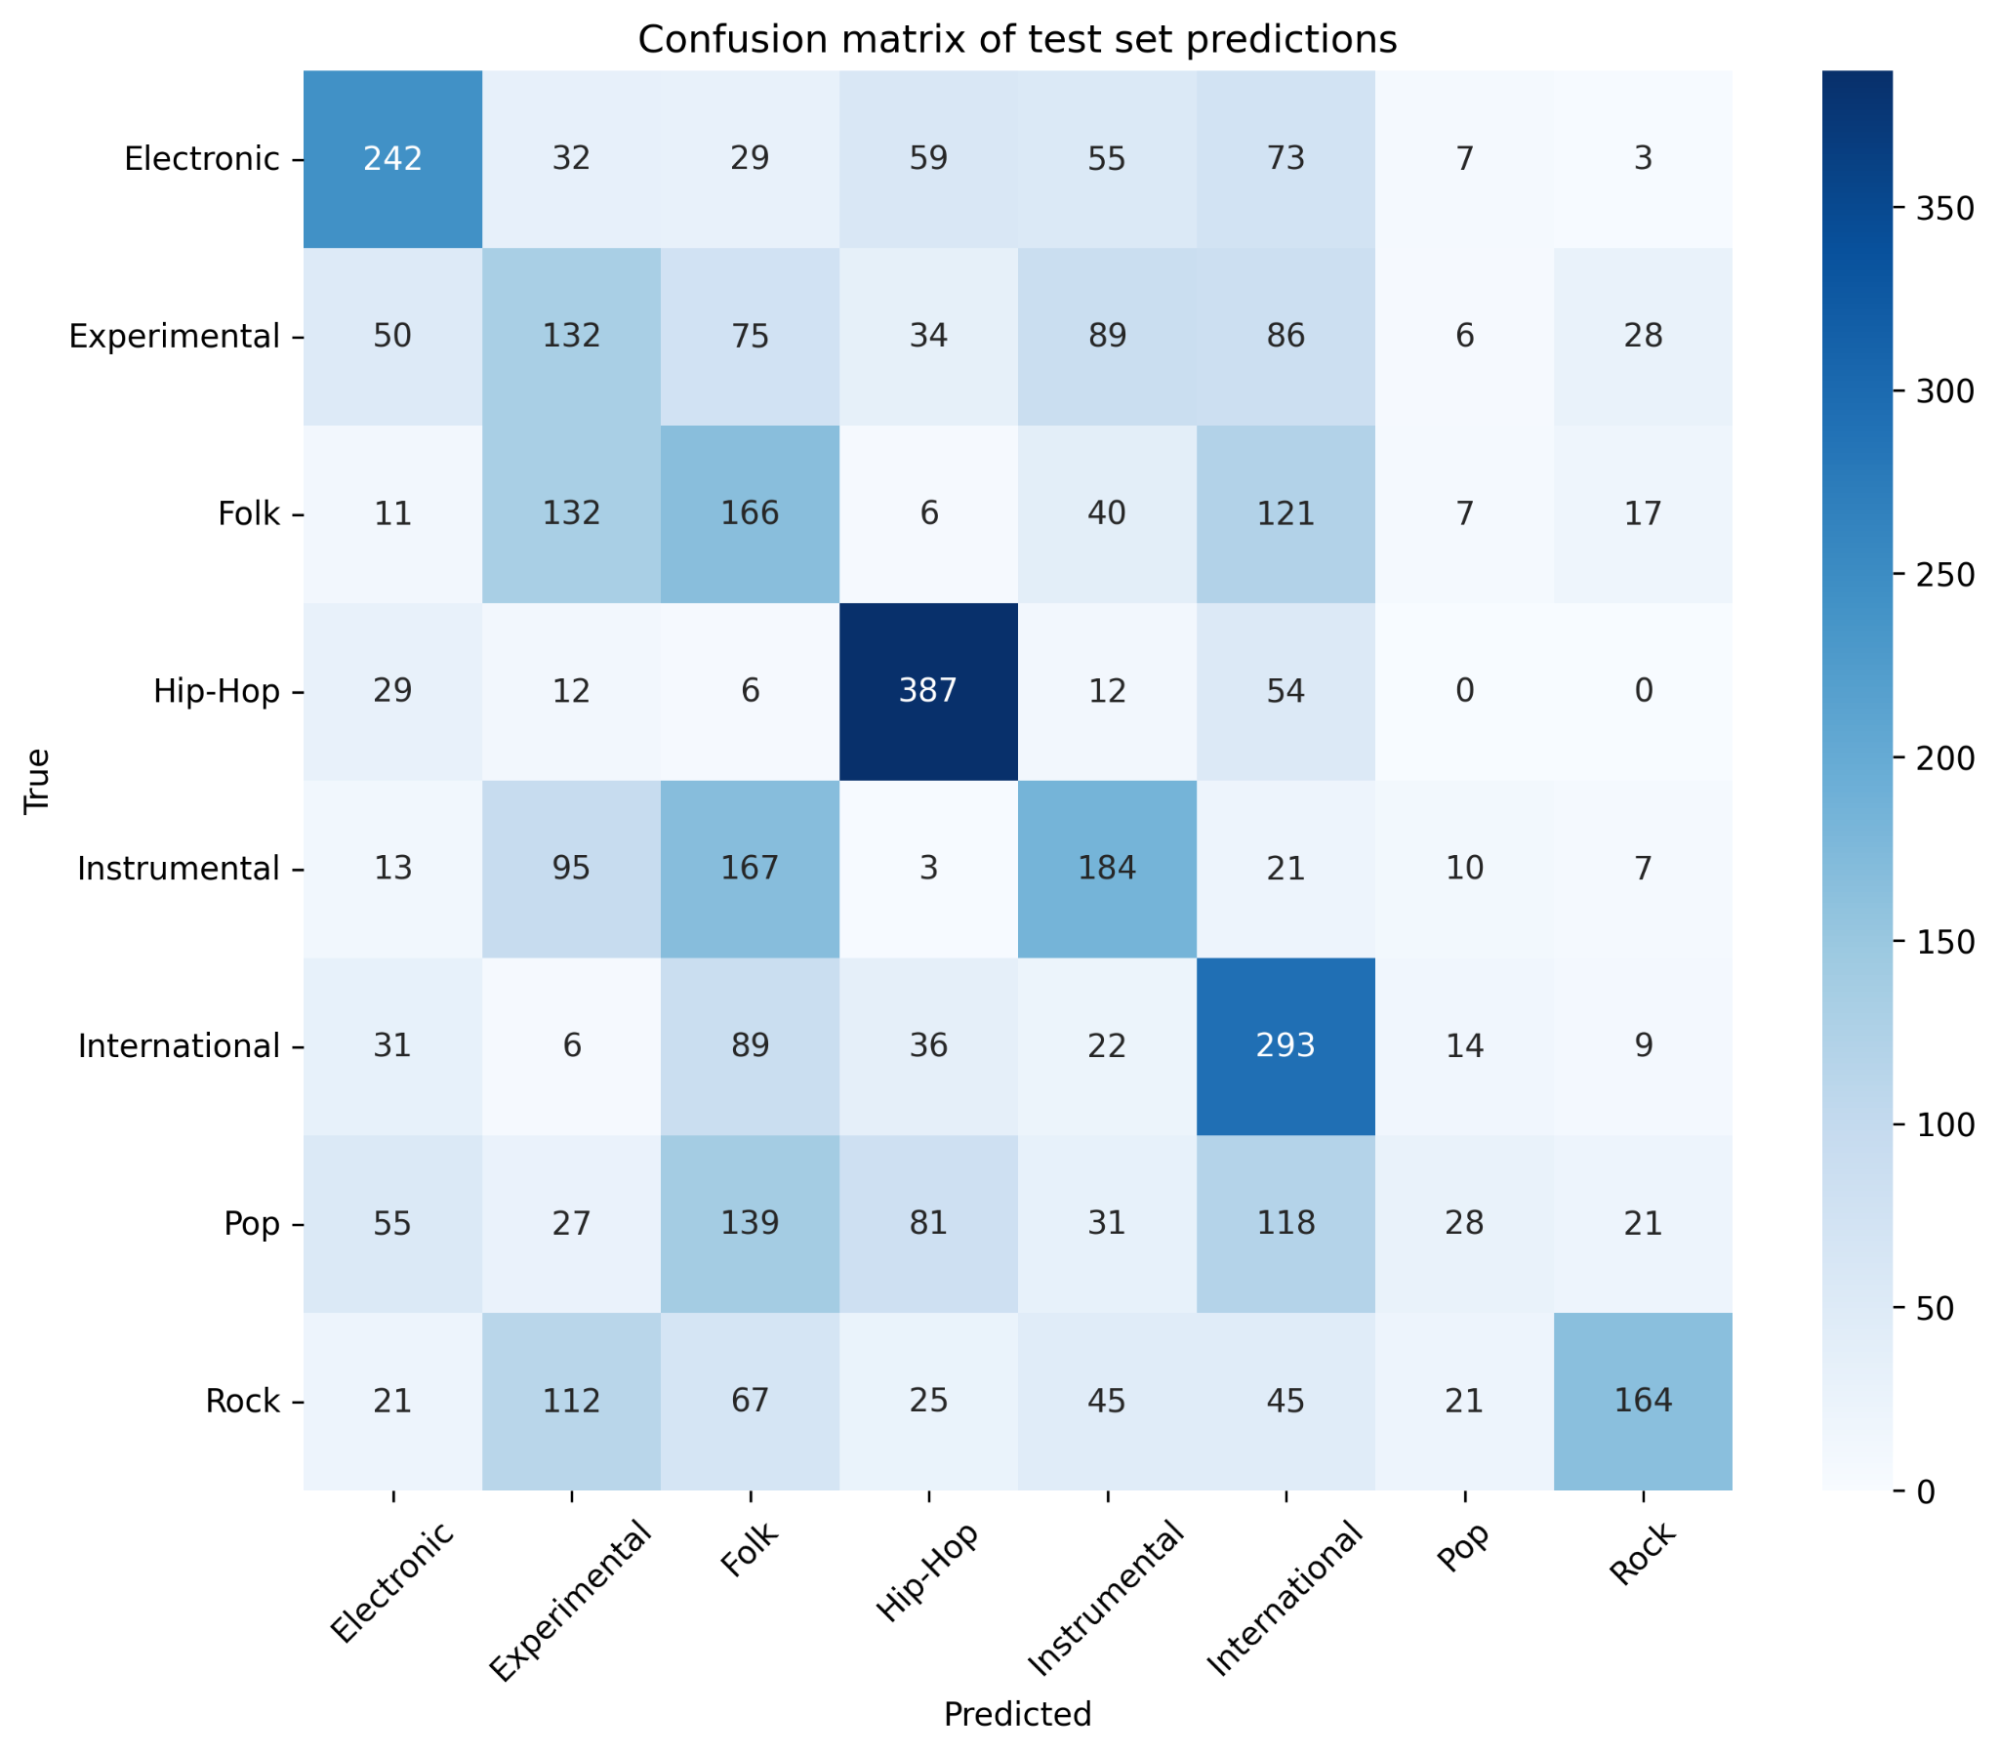 Confusion matrix of test set predictions
Electronic 242 32 29 59 55 73 7 3
Experimental 50 132 75 34 89 86 6 28
Folk 11 132 166 6 40 121 7 17
Hip-Hop 29 12 6 387 12 54 0 0
Instrumental 13 95 167 3 184 21 10 7
International 31 6 89 36 22 293 14 9
Pop 55 27 139 81 31 118 28 21
Rock 21 112 67 25 45 45 21 164
True
Electronic Experimental Folk Hip-Hop Instrumental International Pop Rock
Predicted
350
300
250
200
150
100
50
0